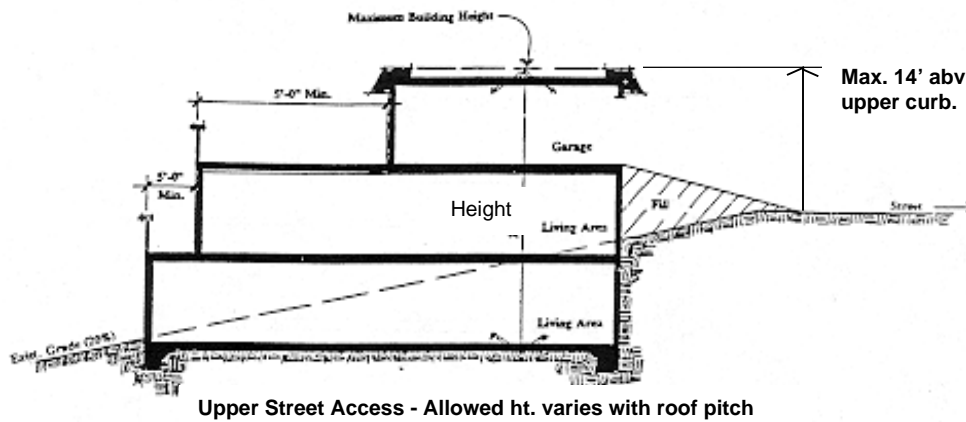 Maximum Building Height
Max. 14' abv
upper curb.
5'-0" Min.
Garage
5'-0"
Min.
Height
Fill
Street
Living Area
Living Area
Exist. Grade (20%)
Upper Street Access - Allowed ht. varies with roof pitch